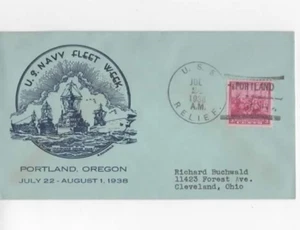 U.S. NAVY FLEET WEEK
PORTLAND, OREGON
JULY 22 - AUGUST 1, 1938
U.S.S.
RELIEF.
JUL
1938
A.M.
PORTLAND
Richard Buchwald
11423 Forest Ave.
Cleveland, Ohio